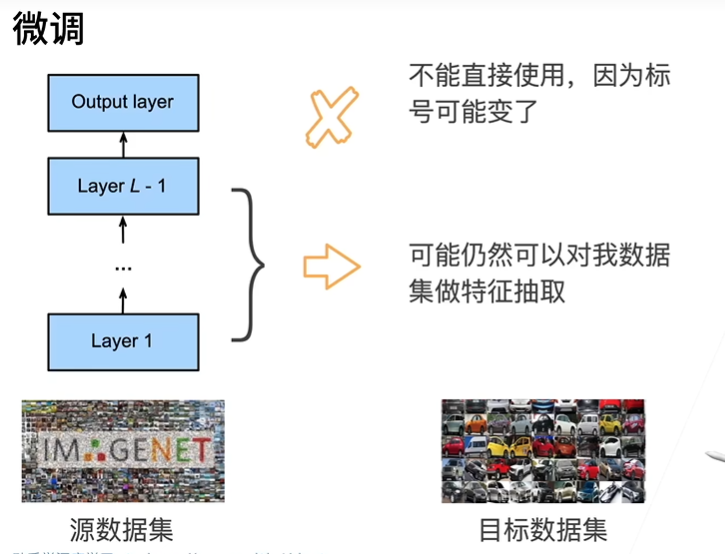 微调
Output layer
不能直接使用，因为标
号可能变了
Layer L - 1
...
可能仍然可以对我数据
集做特征抽取
Layer 1
IMAGENET
源数据集
目标数据集